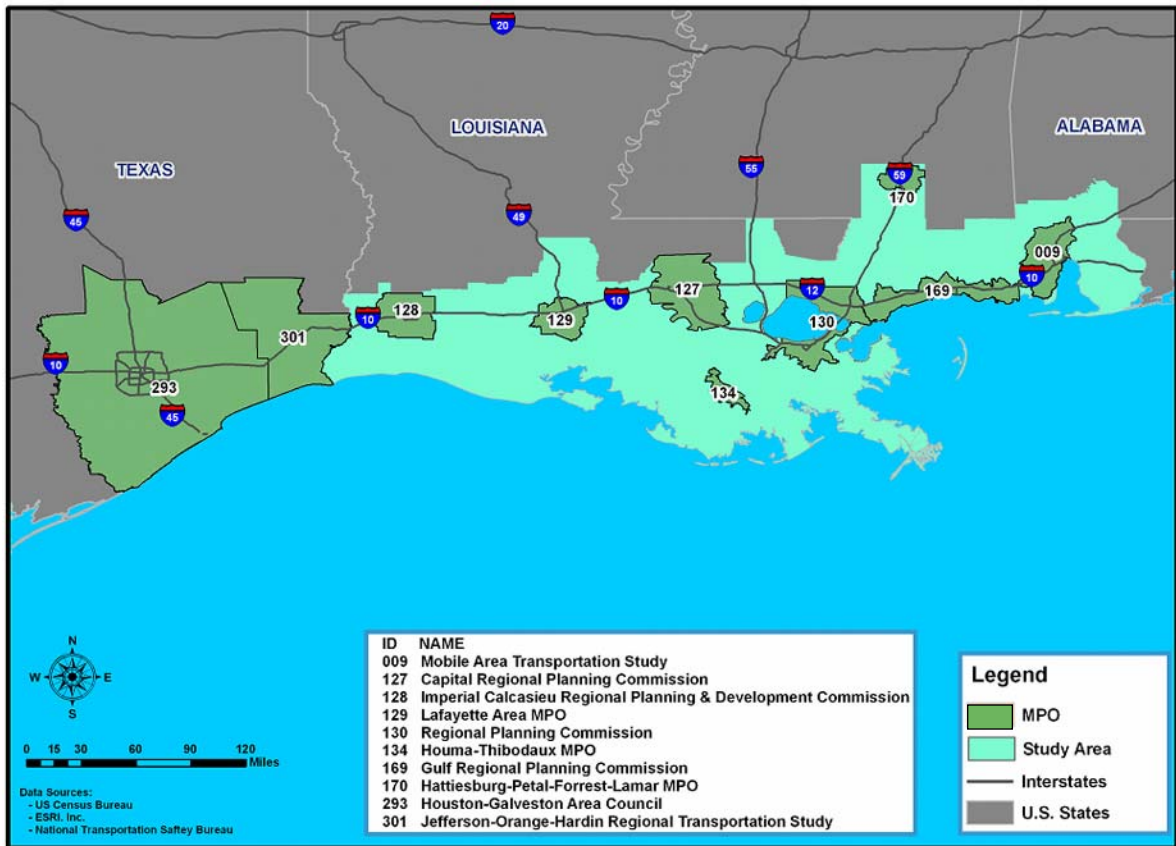 20
LOUISIANA
ALABAMA
TEXAS
55
59
170
45
49
009
10
127
12
169
10
128
10
129
130
301
10
293
134
45
N
W
E
S
0 15 30 60 90 120
Miles
Data Sources:
- US Census Bureau
- ESRI. Inc.
- National Transportation Saftey Bureau
ID NAME
009 Mobile Area Transportation Study
127 Capital Regional Planning Commission
128 Imperial Calcasieu Regional Planning & Development Commission
129 Lafayette Area MPO
130 Regional Planning Commission
134 Houma-Thibodaux MPO
169 Gulf Regional Planning Commission
170 Hattiesburg-Petal-Forrest-Lamar MPO
293 Houston-Galveston Area Council
301 Jefferson-Orange-Hardin Regional Transportation Study
Legend
MPO
Study Area
Interstates
U.S. States